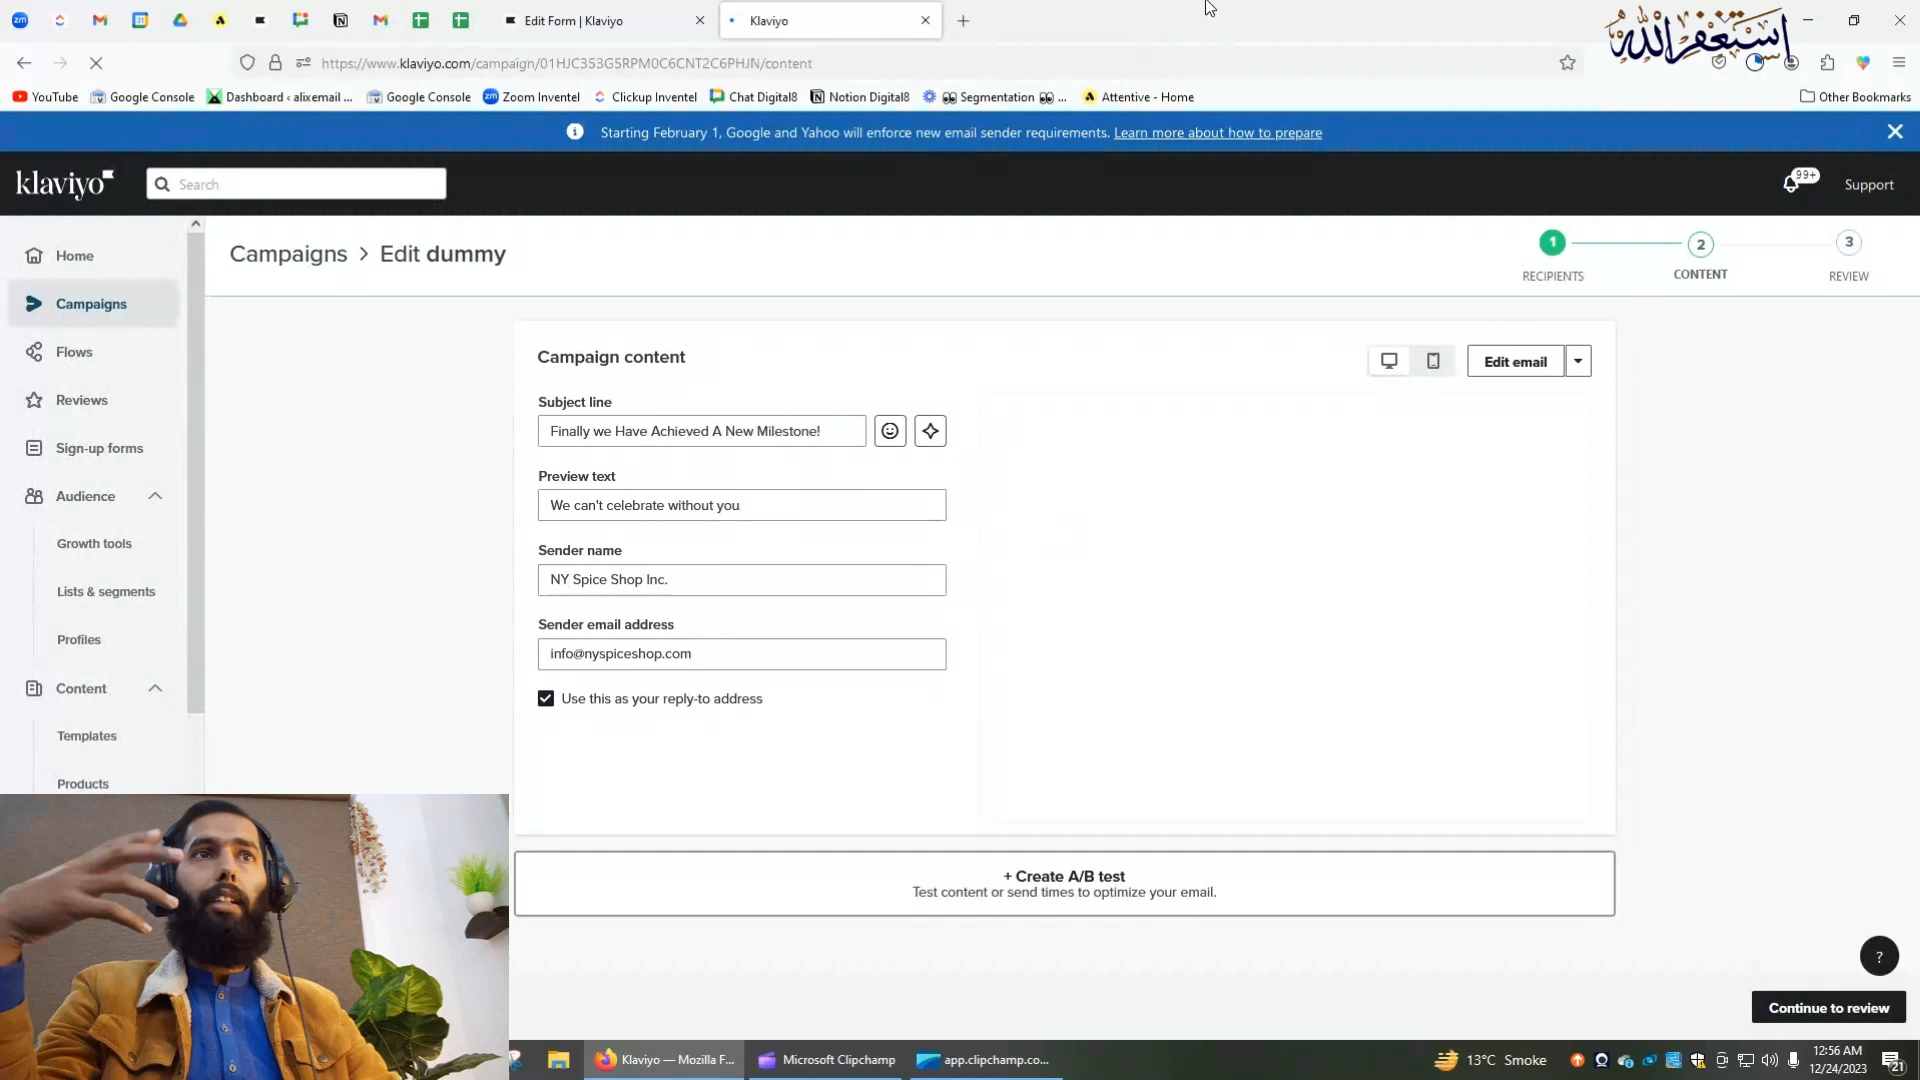 Edit Form | Klaviyo
Klaviyo
أستغفر الله
https://www.klaviyo.com/campaign/01HJC353G5RPM0C6CNT2C6PHJN/content
YouTube
Google Console
Dashboard ‹ alixemail ...
Google Console
Zoom Inventel
Clickup Inventel
Chat Digital8
Notion Digital8
Segmentation 👀 ...
Attentive - Home
Other Bookmarks
Starting February 1, Google and Yahoo will enforce new email sender requirements. Learn more about how to prepare
klaviyo
Search
99+
Support
Home
Campaigns
Flows
Reviews
Sign-up forms
Audience
Growth tools
Lists & segments
Profiles
Content
Templates
Products
Campaigns > Edit dummy
1
RECIPIENTS
2
CONTENT
3
REVIEW
Campaign content
Edit email
Subject line
Finally we Have Achieved A New Milestone!
Preview text
We can't celebrate without you
Sender name
NY Spice Shop Inc.
Sender email address
info@nyspiceshop.com
Use this as your reply-to address
+ Create A/B test
Test content or send times to optimize your email.
?
Continue to review
Klaviyo — Mozilla F...
Microsoft Clipchamp
app.clipchamp.co...
13°C Smoke
12:56 AM
12/24/2023
21